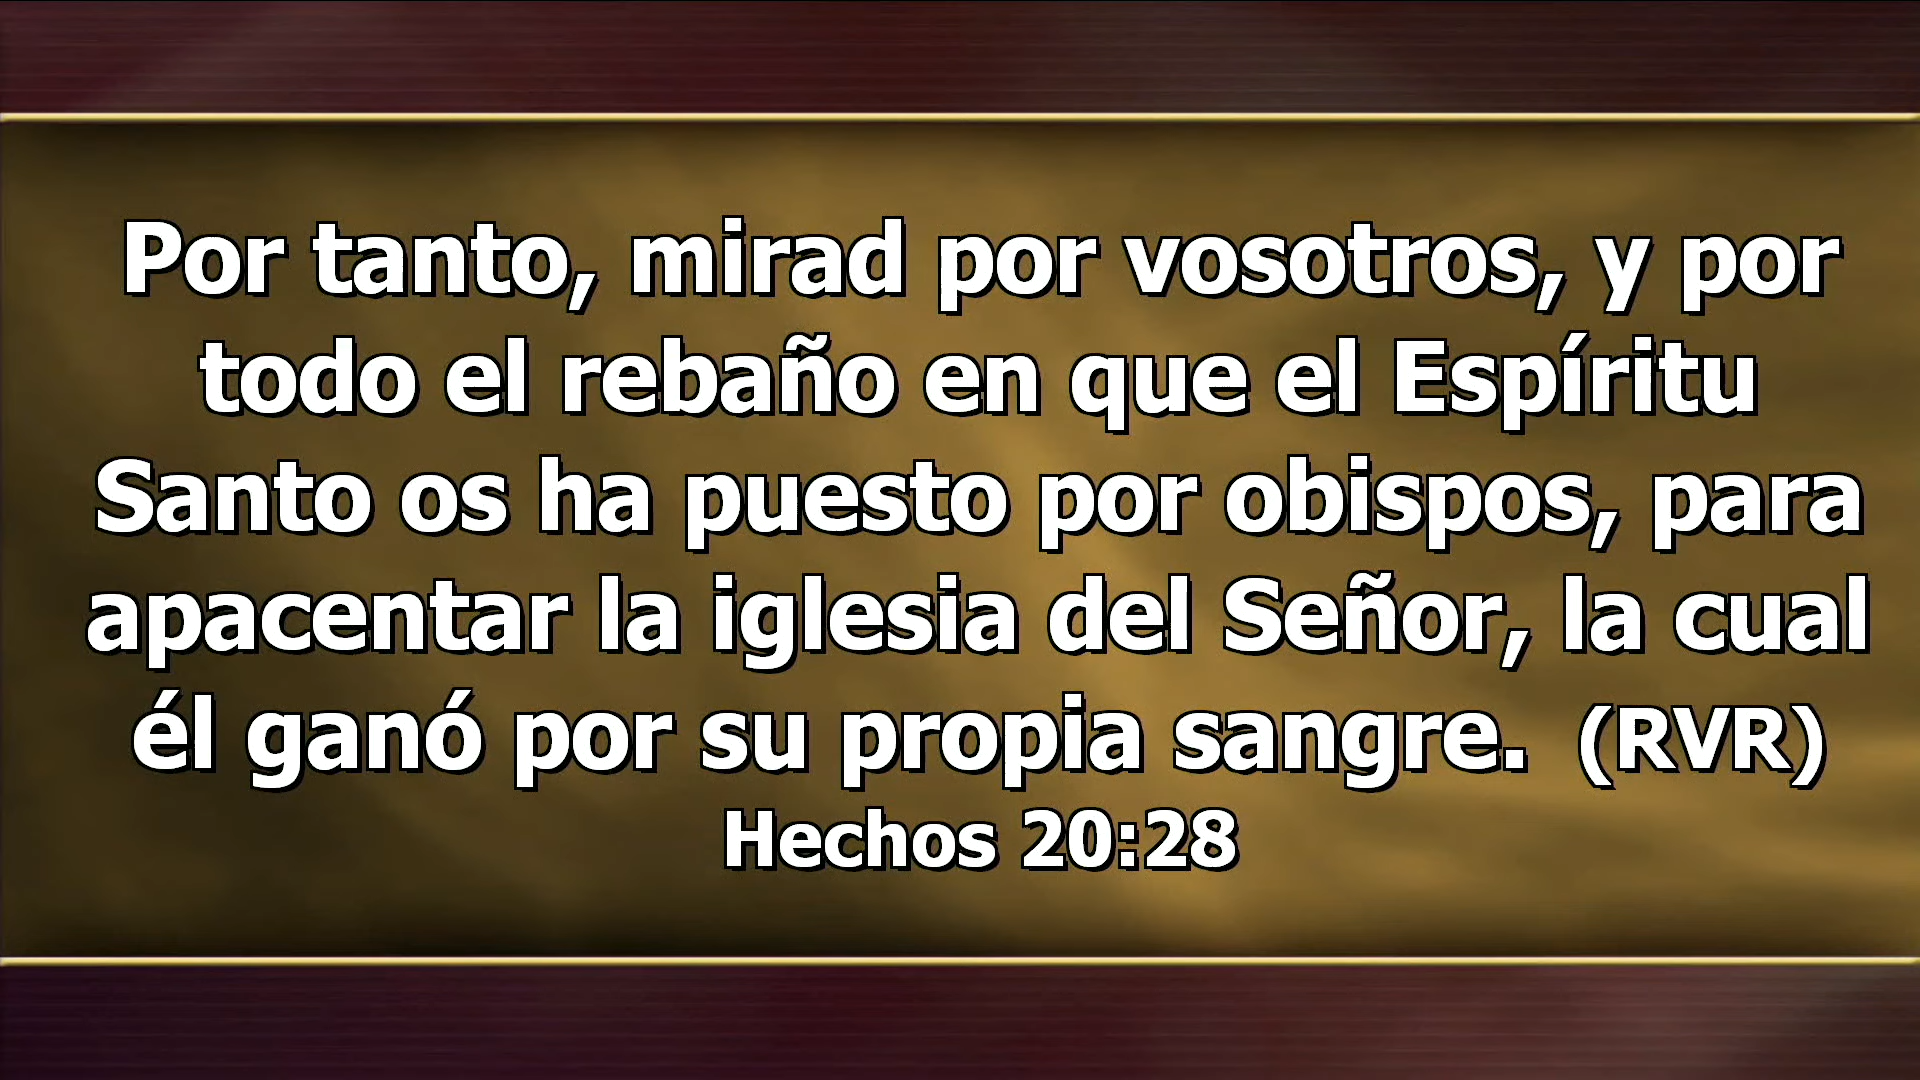 Por tanto, mirad por vosotros, y por
todo el rebaño en que el Espíritu
Santo os ha puesto por obispos, para
apacentar la iglesia del Señor, la cual
él ganó por su propia sangre. (RVR)
Hechos 20:28